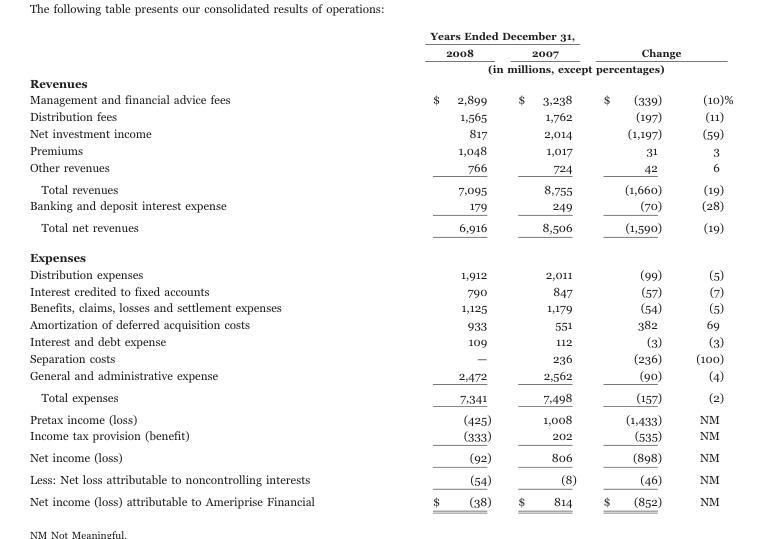 The following table presents our consolidated results of operations:
Years Ended December 31,
2008 2007 Change
(in millions, except percentages)
Revenues
Management and financial advice fees $ 2,899 $ 3,238 $ (339) (10)%
Distribution fees 1,565 1,762 (197) (11)
Net investment income 817 2,014 (1,197) (59)
Premiums 1,048 1,017 31 3
Other revenues 766 724 42 6
Total revenues 7,095 8,755 (1,660) (19)
Banking and deposit interest expense 179 249 (70) (28)
Total net revenues 6,916 8,506 (1,590) (19)
Expenses
Distribution expenses 1,912 2,011 (99) (5)
Interest credited to fixed accounts 790 847 (57) (7)
Benefits, claims, losses and settlement expenses 1,125 1,179 (54) (5)
Amortization of deferred acquisition costs 933 551 382 69
Interest and debt expense 109 112 (3) (3)
Separation costs — 236 (236) (100)
General and administrative expense 2,472 2,562 (90) (4)
Total expenses 7,341 7,498 (157) (2)
Pretax income (loss) (425) 1,008 (1,433) NM
Income tax provision (benefit) (333) 202 (535) NM
Net income (loss) (92) 806 (898) NM
Less: Net loss attributable to noncontrolling interests (54) (8) (46) NM
Net income (loss) attributable to Ameriprise Financial $ (38) $ 814 $ (852) NM
NM Not Meaningful.